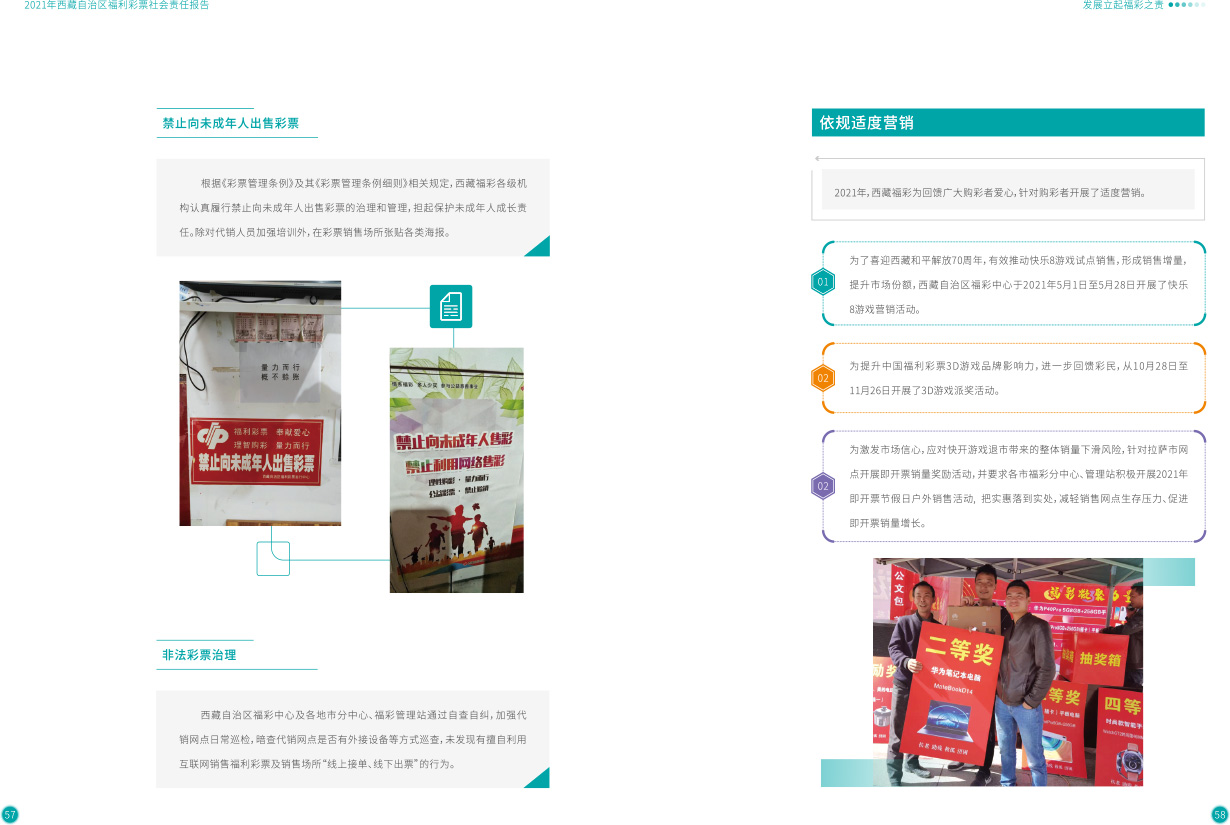 2021年西藏自治区福利彩票社会责任报告
发展立起福彩之责
禁止向未成年人出售彩票
根据《彩票管理条例》及其《彩票管理条例细则》相关规定，西藏福彩各级机
构认真履行禁止向未成年人出售彩票的治理和管理，担起保护未成年人成长责
任。除对代销人员加强培训外，在彩票销售场所张贴各类海报。
量力而行
概不赊账
福利彩票 奉献爱心
理智购彩 量力而行
禁止向未成年人出售彩票
禁止向未成年人售彩
禁止利用网络售彩
理性购彩·量力而行
公益彩票·禁止赊销
非法彩票治理
西藏自治区福彩中心及各地市分中心、福彩管理站通过自查自纠，加强代
销网点日常巡检，暗查代销网点是否有外接设备等方式巡查，未发现有擅自利用
互联网销售福利彩票及销售场所“线上接单、线下出票”的行为。
57
依规适度营销
2021年，西藏福彩为回馈广大购彩者爱心，针对购彩者开展了适度营销。
01
为了喜迎西藏和平解放70周年，有效推动快乐8游戏试点销售，形成销售增量，
提升市场份额，西藏自治区福彩中心于2021年5月1日至5月28日开展了快乐
8游戏营销活动。
02
为提升中国福利彩票3D游戏品牌影响力，进一步回馈彩民，从10月28日至
11月26日开展了3D游戏派奖活动。
02
为激发市场信心，应对快开游戏退市带来的整体销量下滑风险，针对拉萨市网
点开展即开票销量奖励活动，并要求各市福彩分中心、管理站积极开展2021年
即开票节假日户外销售活动, 把实惠落到实处，减轻销售网点生存压力、促进
即开票销量增长。
公文包
二等奖
华为笔记本电脑
MateBookD14
扶老 助残 救孤 济困
抽奖箱
等奖
四等
58